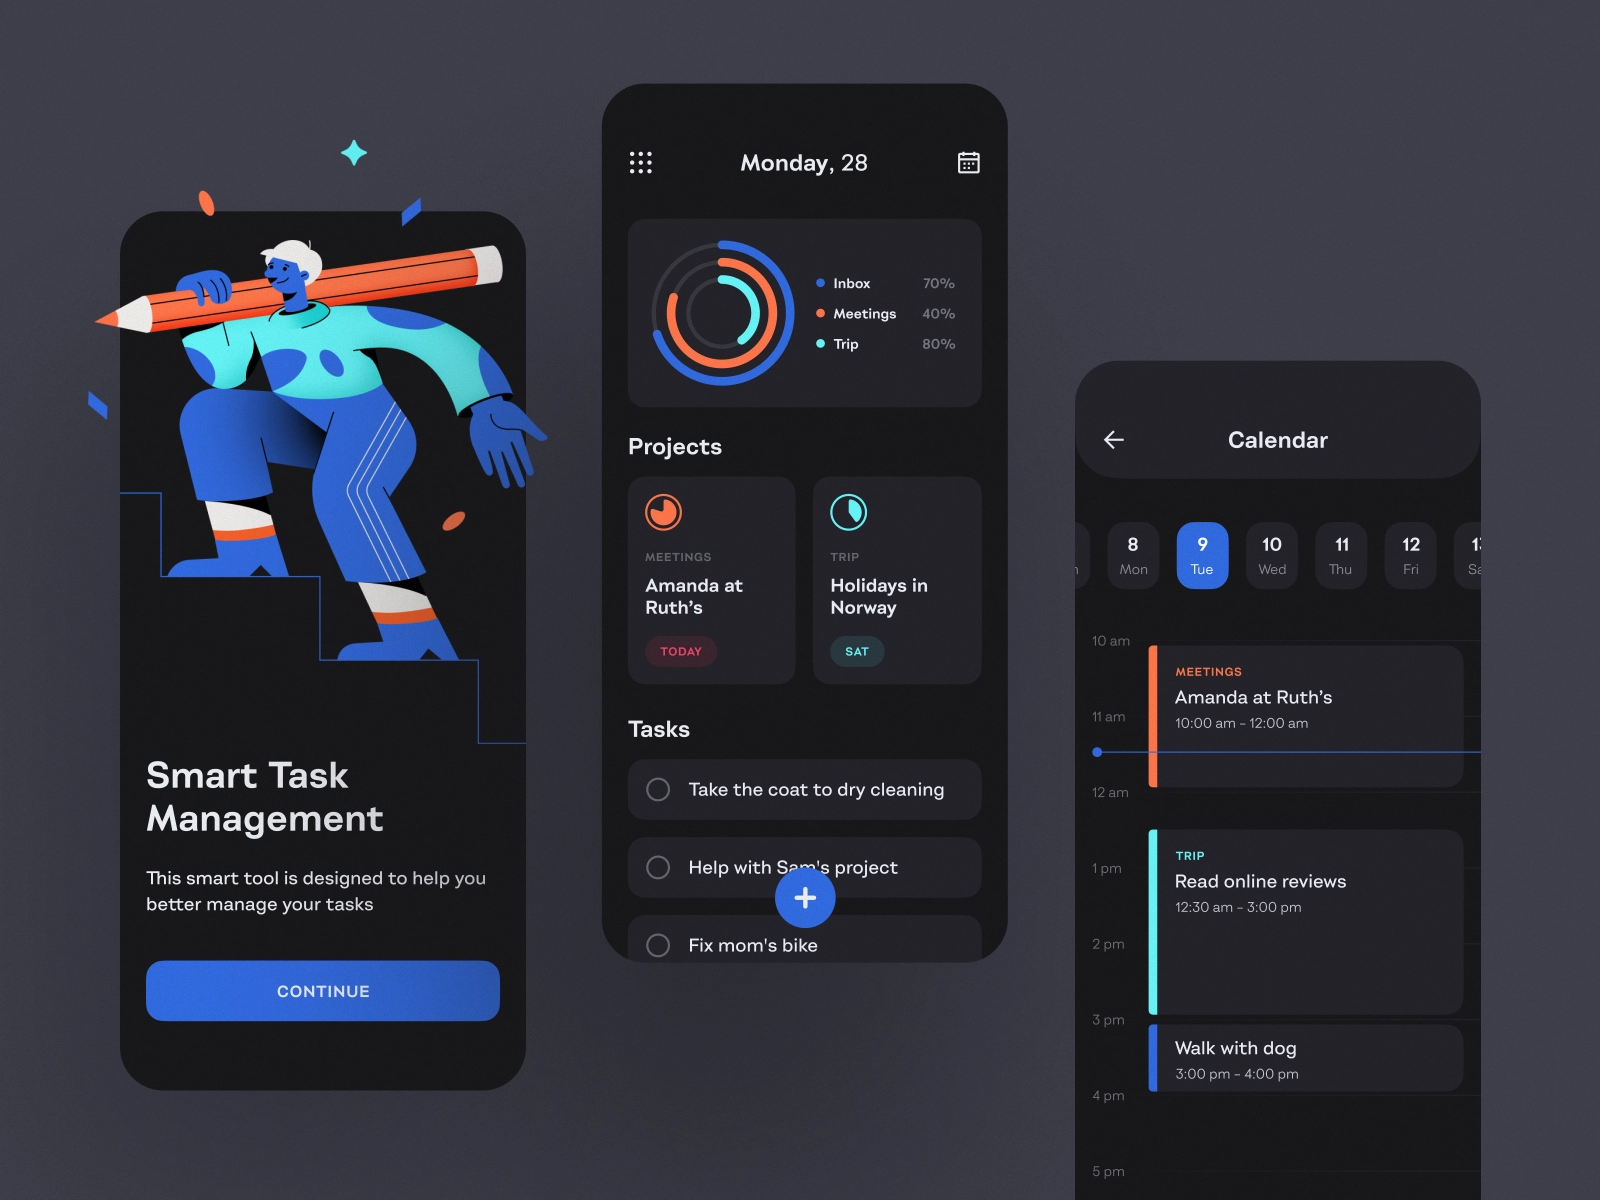 Smart Task
Management
This smart tool is designed to help you
better manage your tasks
CONTINUE
Monday, 28
Inbox 70%
Meetings 40%
Trip 80%
Projects
MEETINGS
Amanda at
Ruth's
TODAY
TRIP
Holidays in
Norway
SAT
Tasks
Take the coat to dry cleaning
Help with Sam's project
Fix mom's bike
Calendar
8 Mon
9 Tue
10 Wed
11 Thu
12 Fri
10 am
MEETINGS
Amanda at Ruth's
11 am
10:00 am – 12:00 am
12 am
TRIP
1 pm
Read online reviews
12:30 am – 3:00 pm
2 pm
3 pm
Walk with dog
3:00 pm – 4:00 pm
4 pm
5 pm